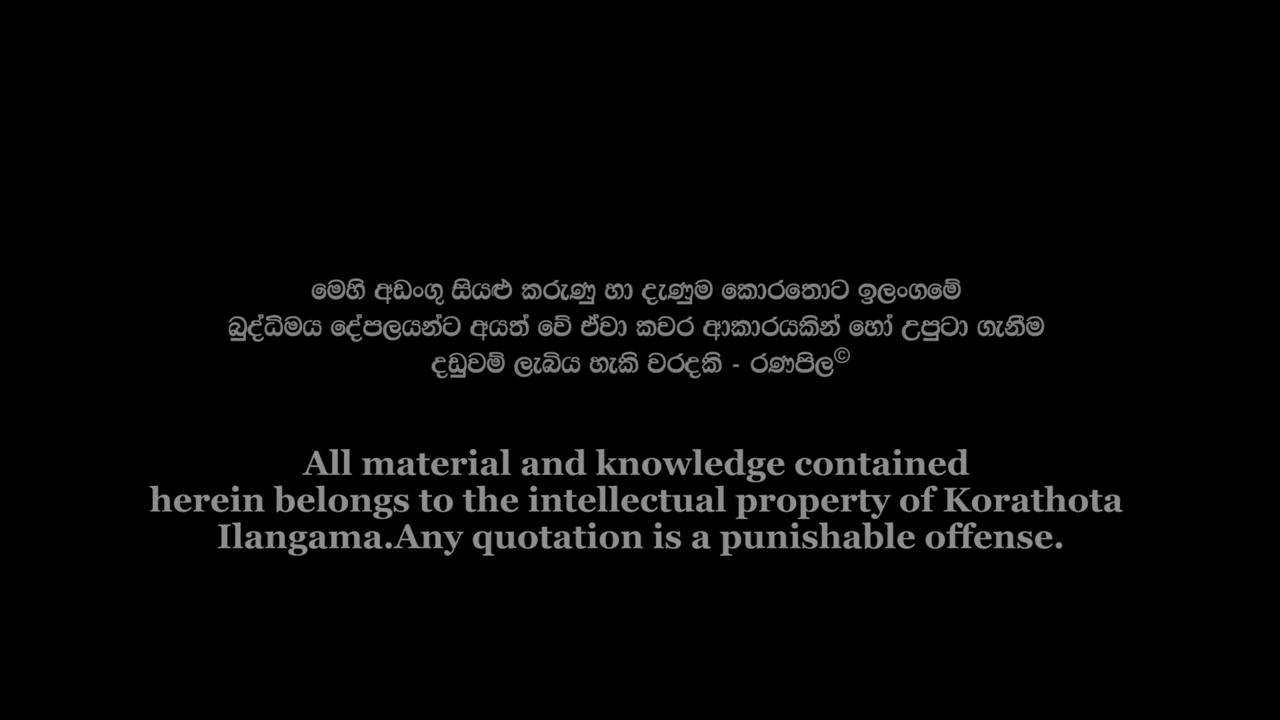 මෙහි අඩංගු සියළු කරුණු හා දැණුම කොරතොට ඉලංගමේ
බුද්ධිමය දේපලයන්ට අයත් වේ ඒවා කවර ආකාරයකින් හෝ උපුටා ගැනීම
දඩුවම් ලැබිය හැකි වරදකි - රණපිල©
All material and knowledge contained
herein belongs to the intellectual property of Korathota
Ilangama.Any quotation is a punishable offense.